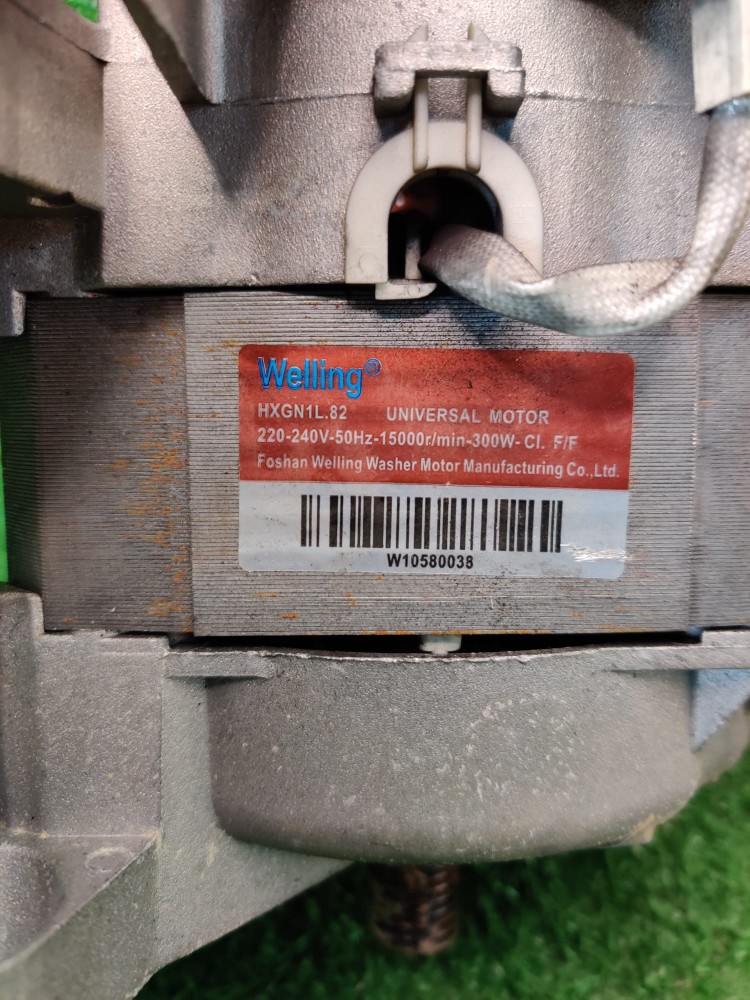 Welling®
HXGN1L.82 UNIVERSAL MOTOR
220-240V-50Hz-15000r/min-300W- Cl. F/F
Foshan Welling Washer Motor Manufacturing Co.,Ltd.
W10580038